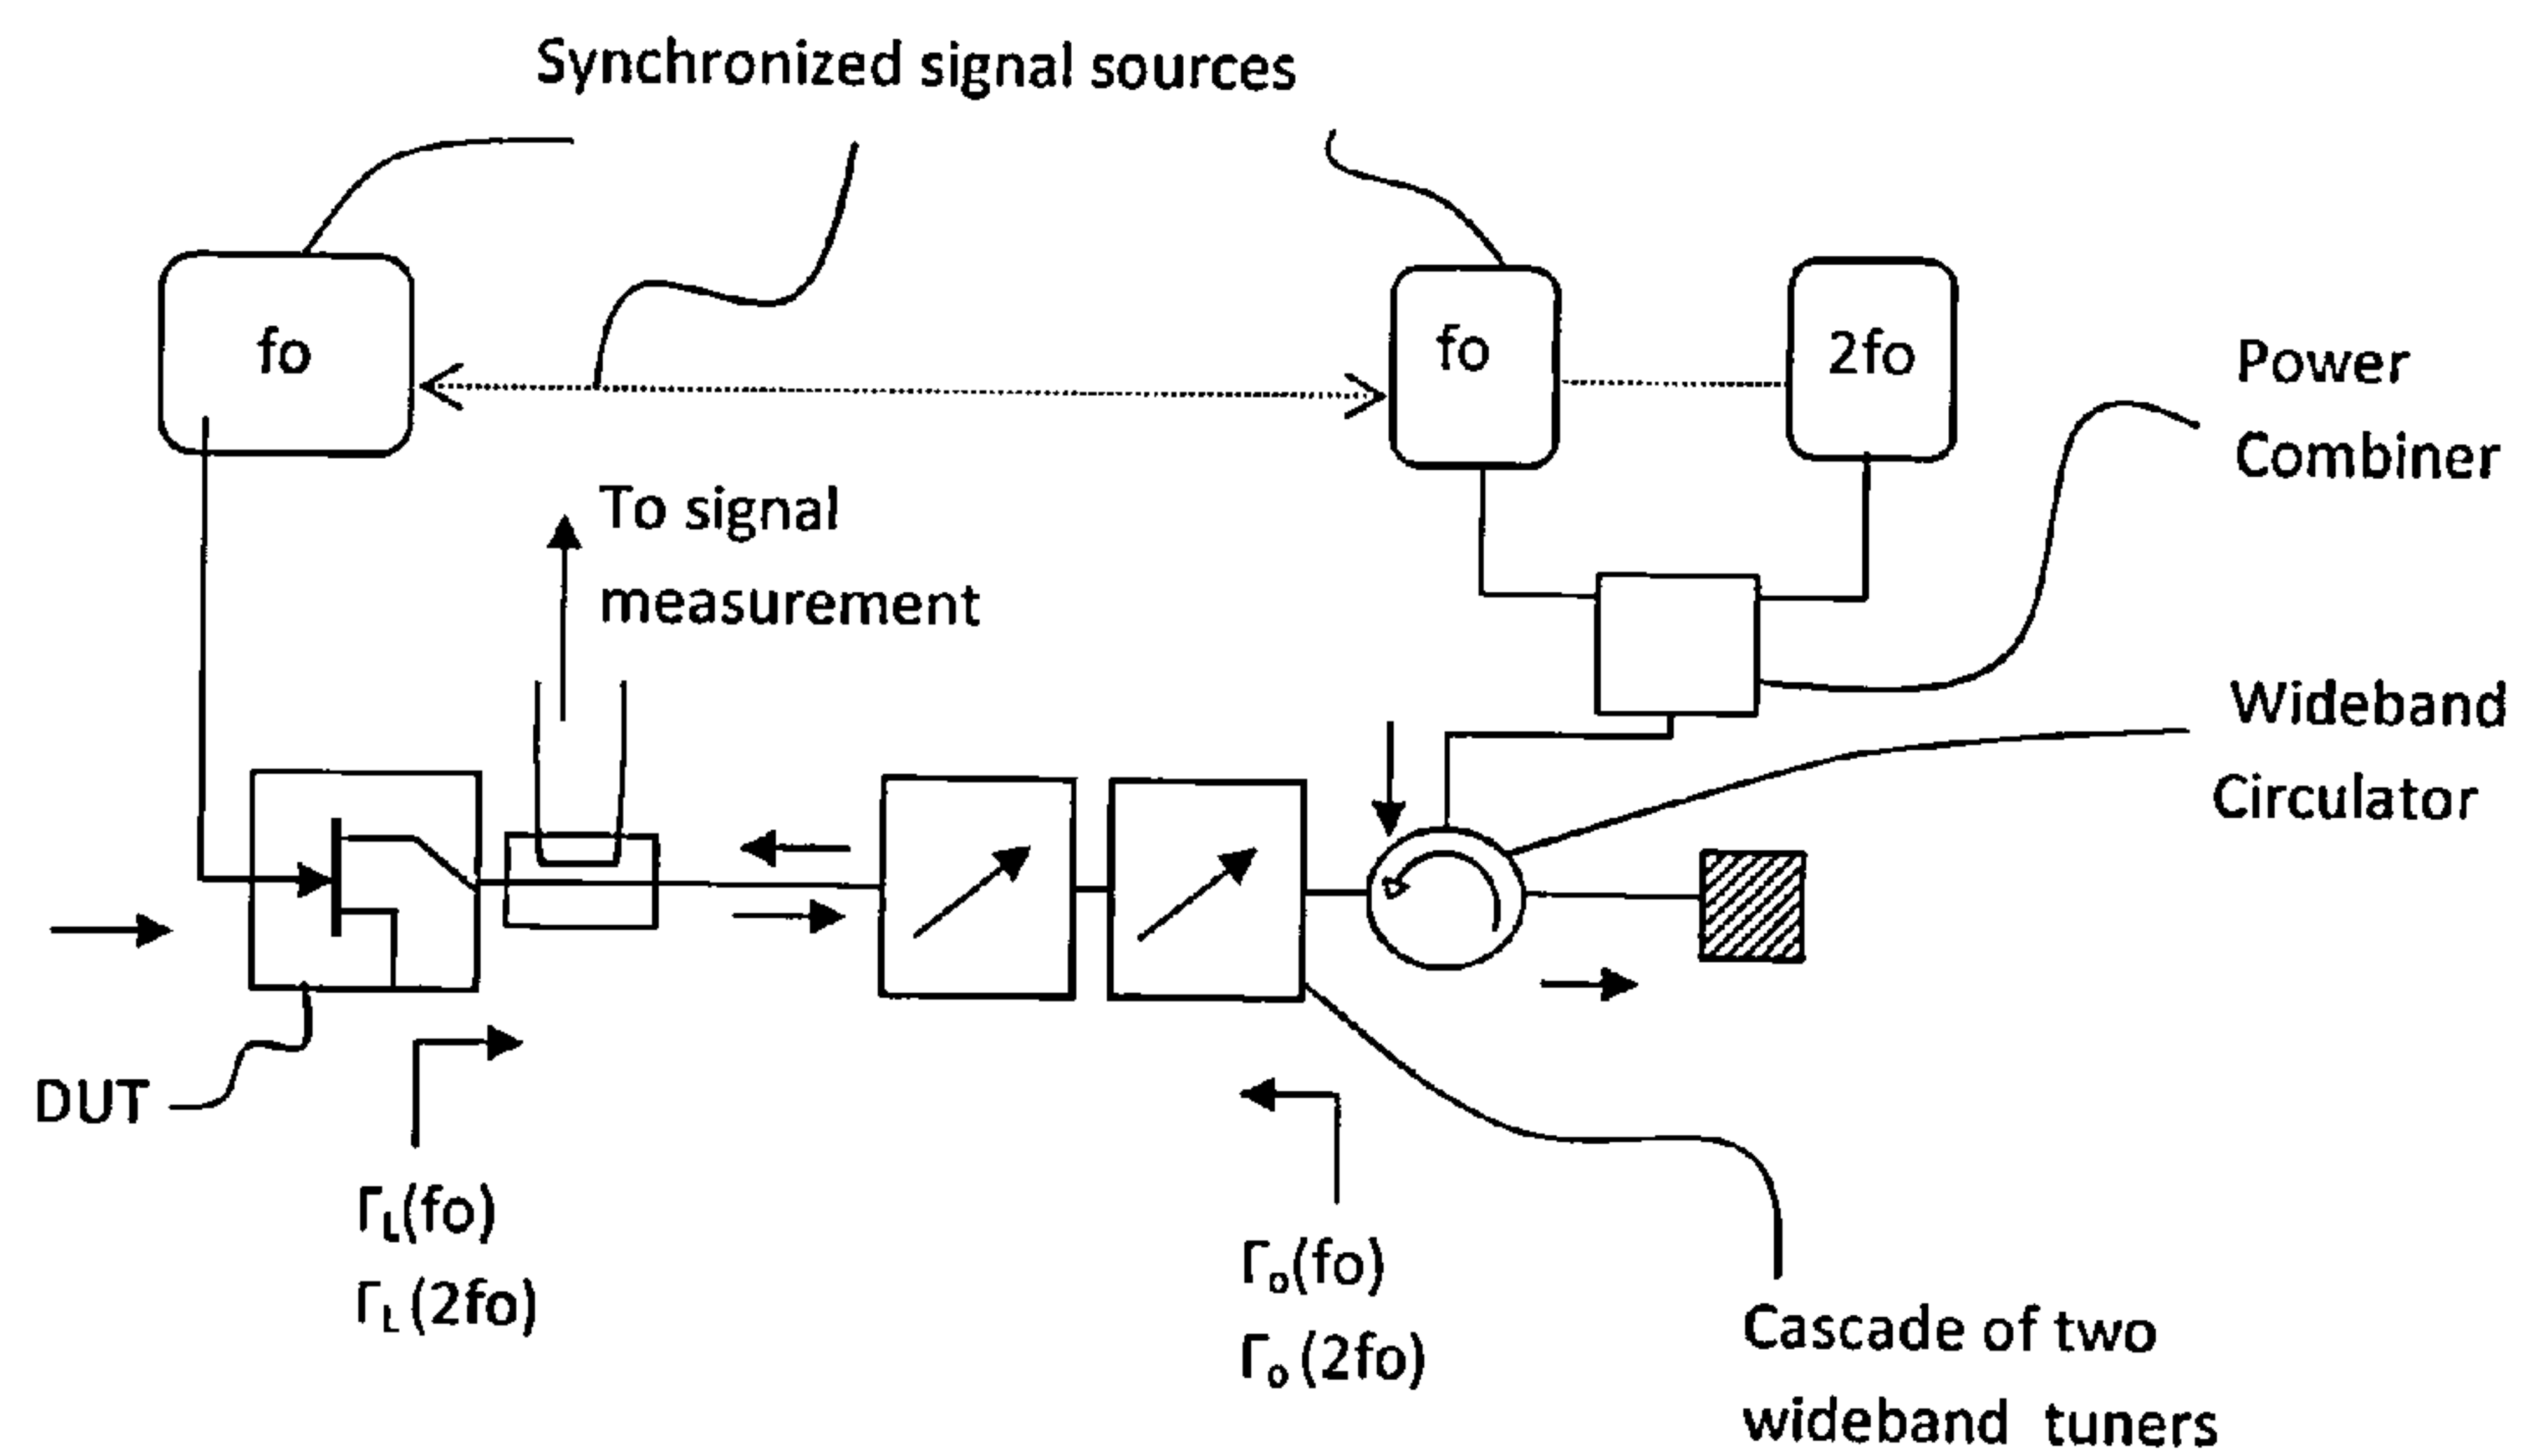 Synchronized signal sources
fo
fo
2fo
Power
Combiner
To signal
measurement
Wideband
Circulator
DUT
ΓL(fo)
ΓL(2fo)
Γo(fo)
Γo(2fo)
Cascade of two
wideband tuners